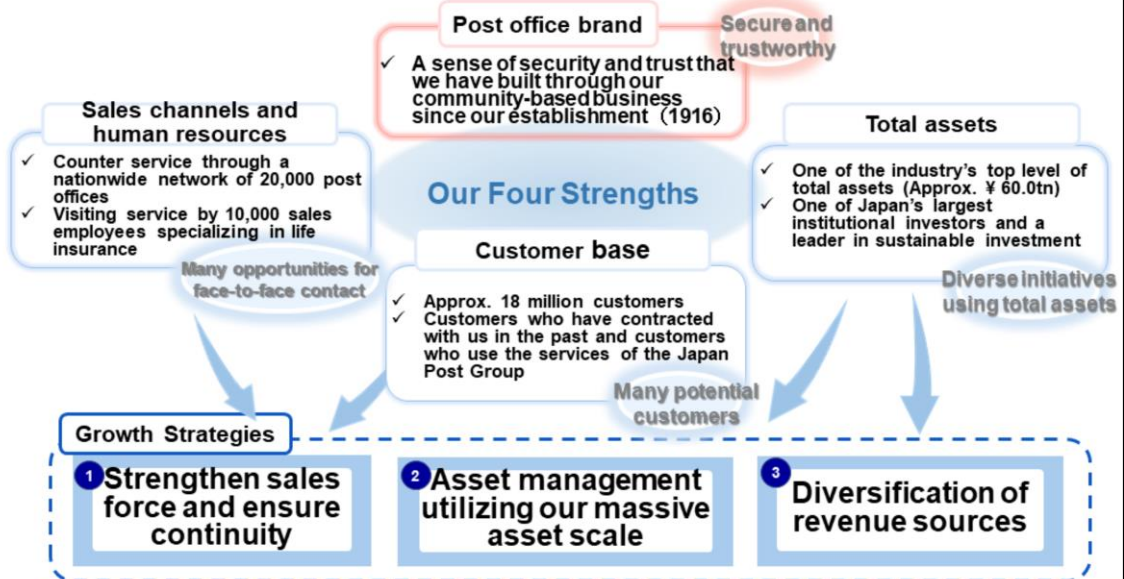 Post office brand
Secure and
trustworthy
✓ A sense of security and trust that
we have built through our
community-based business
since our establishment（1916）
Sales channels and
human resources
✓ Counter service through a
nationwide network of 20,000 post
offices
✓ Visiting service by 10,000 sales
employees specializing in life
insurance
Many opportunities for
face-to-face contact
Our Four Strengths
Total assets
✓ One of the industry's top level of
total assets (Approx. ¥ 60.0tn)
✓ One of Japan's largest
institutional investors and a
leader in sustainable investment
Diverse initiatives
using total assets
Customer base
✓ Approx. 18 million customers
✓ Customers who have contracted
with us in the past and customers
who use the services of the Japan
Post Group
Many potential
customers
Growth Strategies
1 Strengthen sales
force and ensure
continuity
2 Asset management
utilizing our massive
asset scale
3 Diversification of
revenue sources